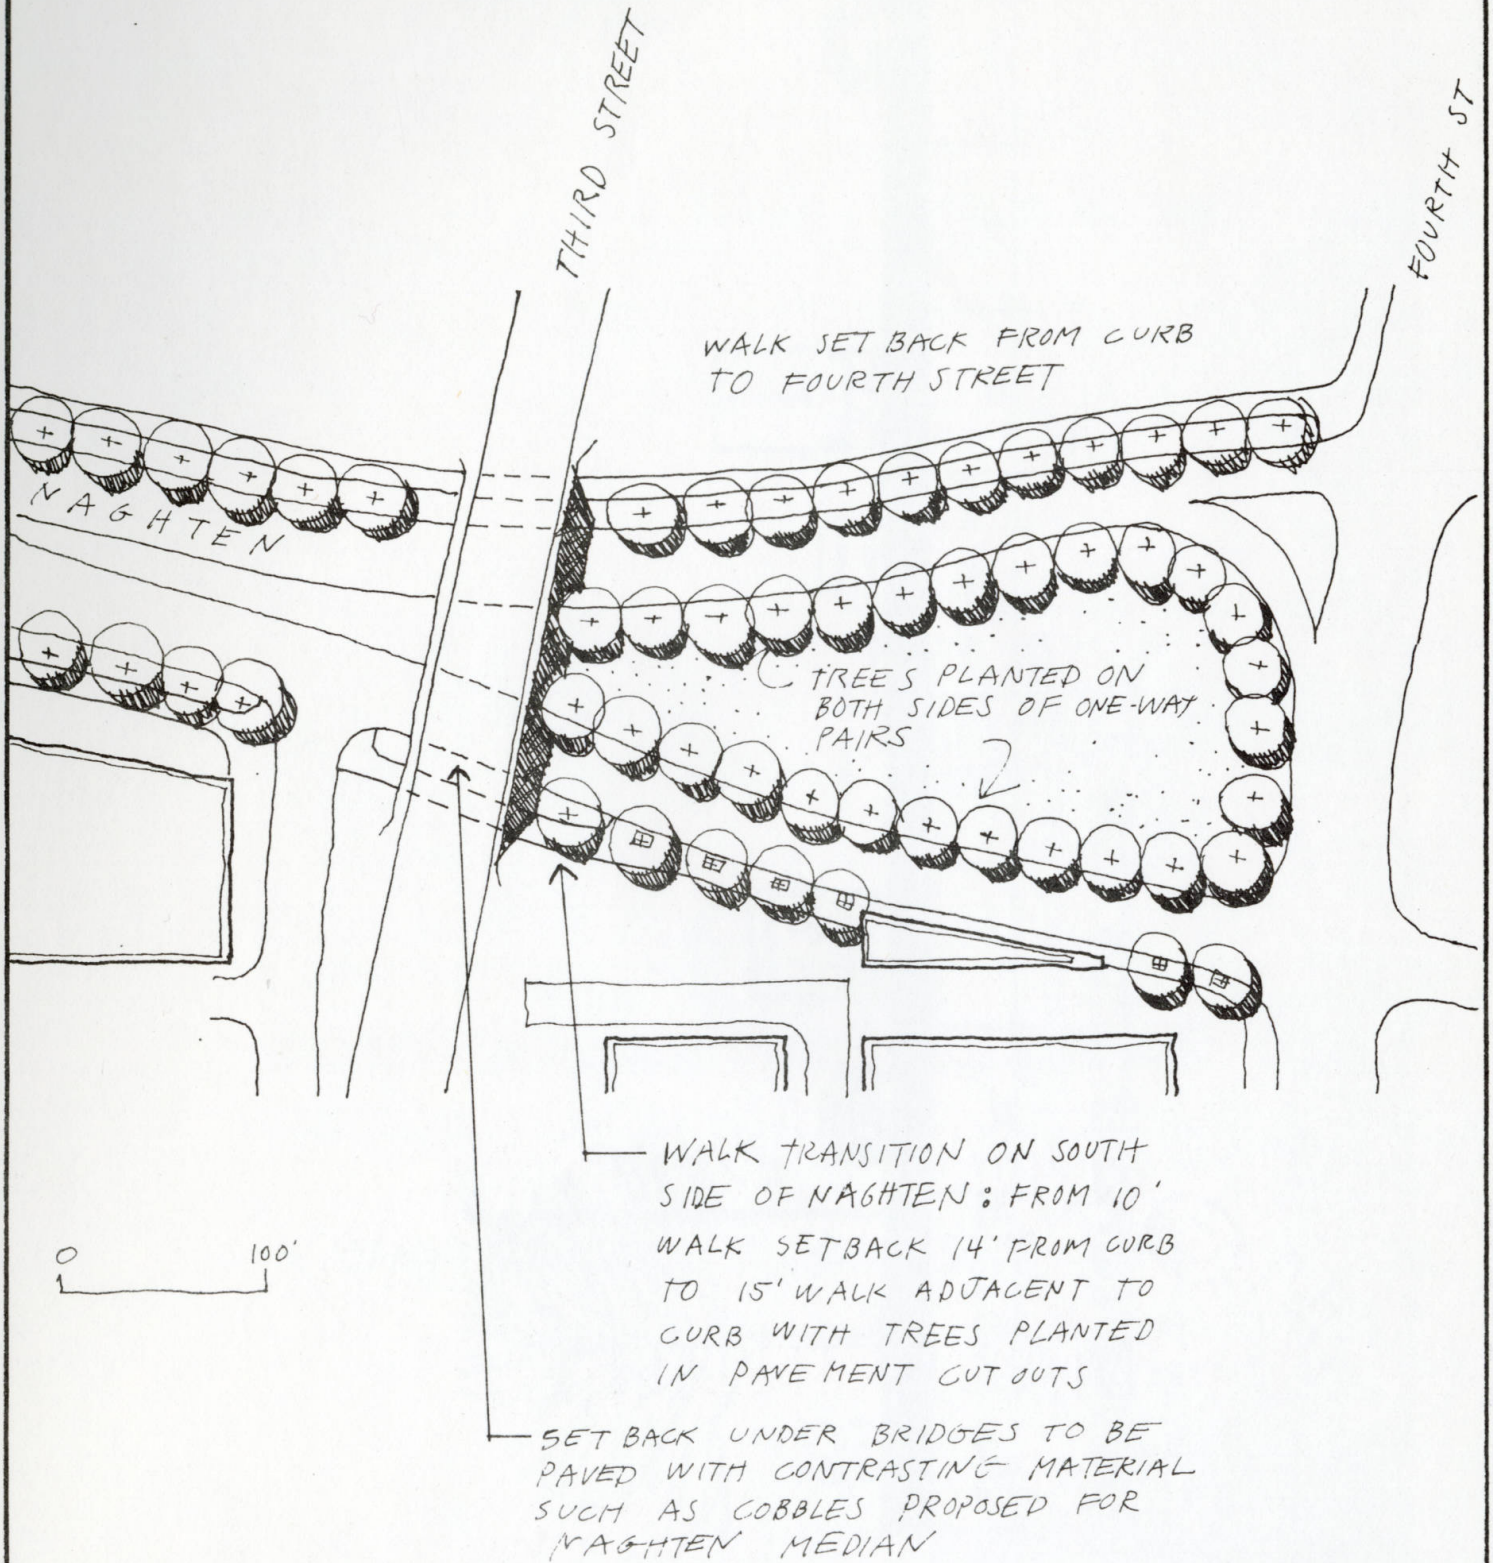 THIRD STREET
FOURTH ST
WALK SET BACK FROM CURB
TO FOURTH STREET
NAGHTEN
TREES PLANTED ON
BOTH SIDES OF ONE-WAY
PAIRS
WALK TRANSITION ON SOUTH
SIDE OF NAGHTEN: FROM 10'
WALK SETBACK 14' FROM CURB
TO 15' WALK ADJACENT TO
CURB WITH TREES PLANTED
IN PAVEMENT CUT OUTS
0 100'
SET BACK UNDER BRIDGES TO BE
PAVED WITH CONTRASTING MATERIAL
SUCH AS COBBLES PROPOSED FOR
NAGHTEN MEDIAN